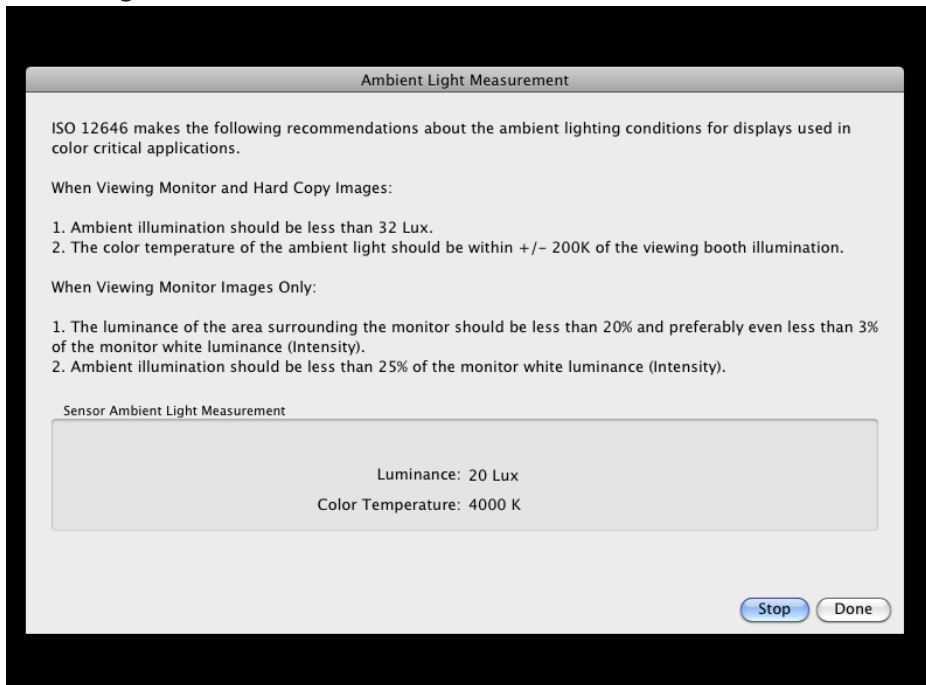 Ambient Light Measurement
ISO 12646 makes the following recommendations about the ambient lighting conditions for displays used in
color critical applications.
When Viewing Monitor and Hard Copy Images:
1. Ambient illumination should be less than 32 Lux.
2. The color temperature of the ambient light should be within +/- 200K of the viewing booth illumination.
When Viewing Monitor Images Only:
1. The luminance of the area surrounding the monitor should be less than 20% and preferably even less than 3%
of the monitor white luminance (Intensity).
2. Ambient illumination should be less than 25% of the monitor white luminance (Intensity).
Sensor Ambient Light Measurement
Luminance: 20 Lux
Color Temperature: 4000 K
Stop Done